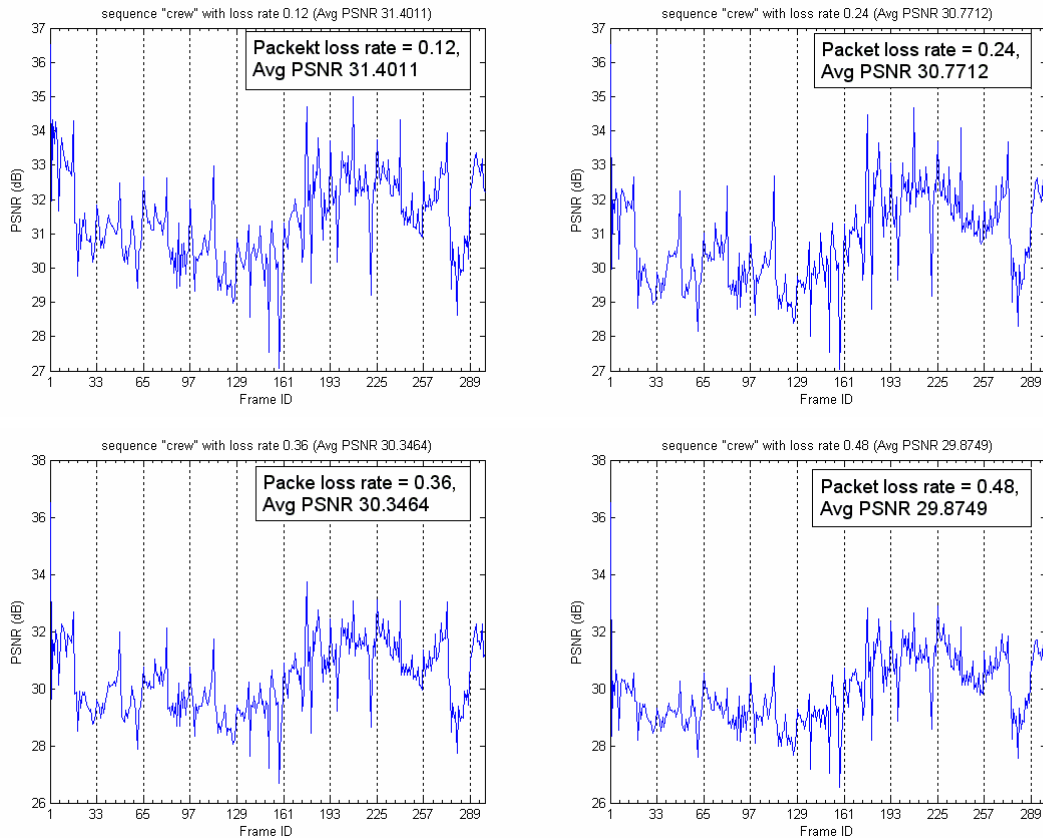 sequence "crew" with loss rate 0.12 (Avg PSNR 31.4011)
Packekt loss rate = 0.12,
Avg PSNR 31.4011
37
36
35
34
33
32
31
30
29
28
27
PSNR (dB)
1 33 65 97 129 161 193 225 257 289
Frame ID
sequence "crew" with loss rate 0.24 (Avg PSNR 30.7712)
Packet loss rate = 0.24,
Avg PSNR 30.7712
37
36
35
34
33
32
31
30
29
28
27
PSNR (dB)
1 33 65 97 129 161 193 225 257 289
Frame ID
sequence "crew" with loss rate 0.36 (Avg PSNR 30.3464)
Packe loss rate = 0.36,
Avg PSNR 30.3464
38
36
34
32
30
28
26
PSNR (dB)
1 33 65 97 129 161 193 225 257 289
Frame ID
sequence "crew" with loss rate 0.48 (Avg PSNR 29.8749)
Packet loss rate = 0.48,
Avg PSNR 29.8749
38
36
34
32
30
28
26
PSNR (dB)
1 33 65 97 129 161 193 225 257 289
Frame ID